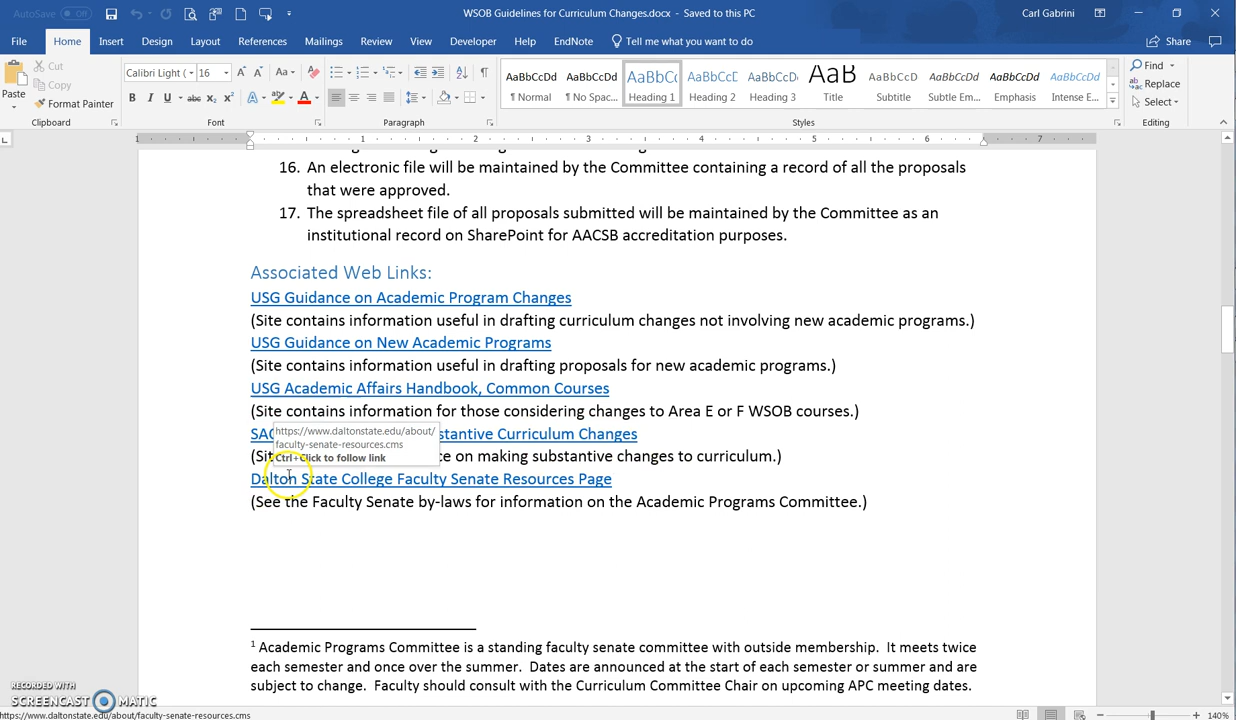 AutoSave Off
WSOB Guidelines for Curriculum Changes.docx - Saved to this PC
Carl Gabrini
File Home Insert Design Layout References Mailings Review View Developer Help EndNote Tell me what you want to do Share
Paste
Cut
Copy
Format Painter
Clipboard
Calibri Light ( 16
Font
Paragraph
AaBbCcDd AaBbCcDd AaBbCc AaBbCcE AaBbCcDc AaB AaBbCcD AaBbCcDd AaBbCcDd AaBbCcDd
¶ Normal ¶ No Spac... Heading 1 Heading 2 Heading 3 Title Subtitle Subtle Em... Emphasis Intense E...
Styles
Find
Replace
Select
Editing
1 1 2 3 4 5 6 7
16. An electronic file will be maintained by the Committee containing a record of all the proposals
that were approved.
17. The spreadsheet file of all proposals submitted will be maintained by the Committee as an
institutional record on SharePoint for AACSB accreditation purposes.
Associated Web Links:
USG Guidance on Academic Program Changes
(Site contains information useful in drafting curriculum changes not involving new academic programs.)
USG Guidance on New Academic Programs
(Site contains information useful in drafting proposals for new academic programs.)
USG Academic Affairs Handbook, Common Courses
(Site contains information for those considering changes to Area E or F WSOB courses.)
https://www.daltonstate.edu/about/
faculty-senate-resources.cms
Ctrl+Click to follow link
SAC stantive Curriculum Changes
(Sit ce on making substantive changes to curriculum.)
Dalton State College Faculty Senate Resources Page
(See the Faculty Senate by-laws for information on the Academic Programs Committee.)
1 Academic Programs Committee is a standing faculty senate committee with outside membership. It meets twice
each semester and once over the summer. Dates are announced at the start of each semester or summer and are
subject to change. Faculty should consult with the Curriculum Committee Chair on upcoming APC meeting dates.
RECORDED WITH
SCREENCAST MATIC
https://www.daltonstate.edu/about/faculty-senate-resources.cms
140%